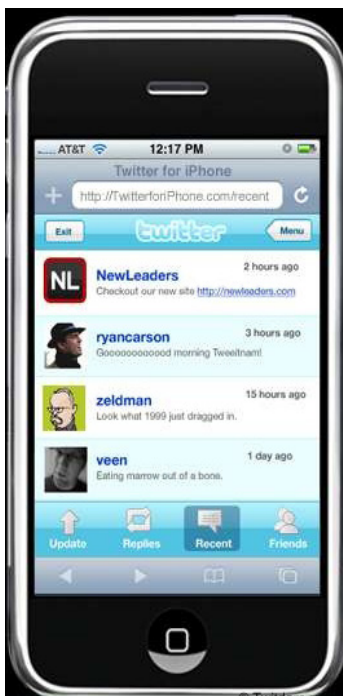 AT&T 12:17 PM
Twitter for iPhone
http://TwitterforiPhone.com/recent
Exit twitter Menu
NL NewLeaders 2 hours ago
Checkout our new site http://newleaders.com
ryancarson 3 hours ago
Goooooooooood morning Tweetnam!
zeldman 15 hours ago
Look what 1999 just dragged in.
veen 1 day ago
Eating marrow out of a bone.
Update Replies Recent Friends